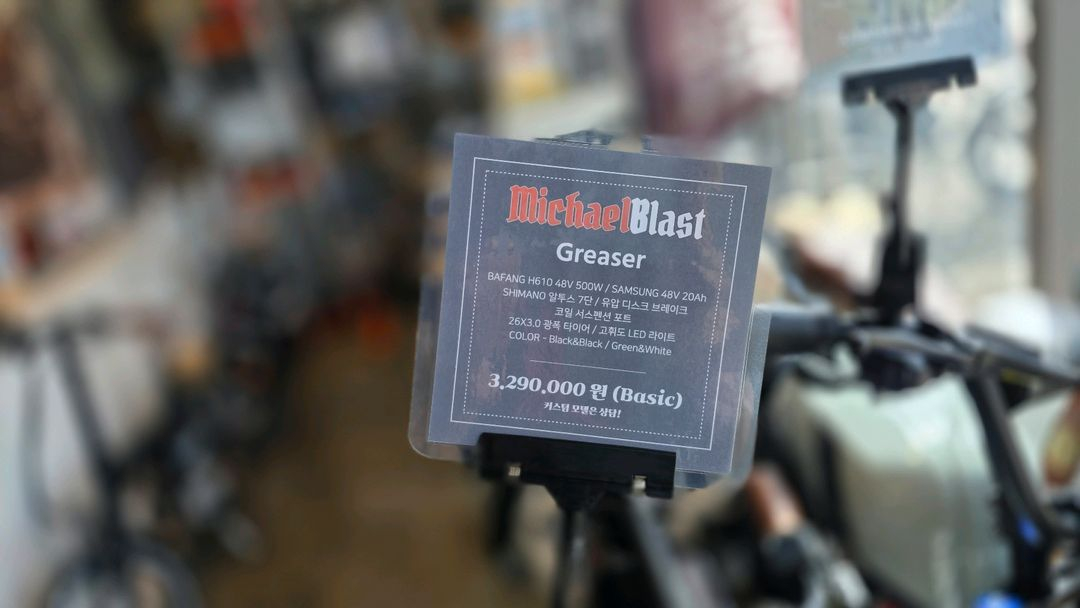 MichaelBlast
Greaser
BAFANG H610 48V 500W / SAMSUNG 48V 20Ah
SHIMANO 알투스 7단 / 유압 디스크 브레이크
코일 서스펜션 포트
26X3.0 광폭 타이어 / 고휘도 LED 라이트
COLOR - Black&Black / Green&White
3,290,000 원 (Basic)
커스텀 모델은 상담!